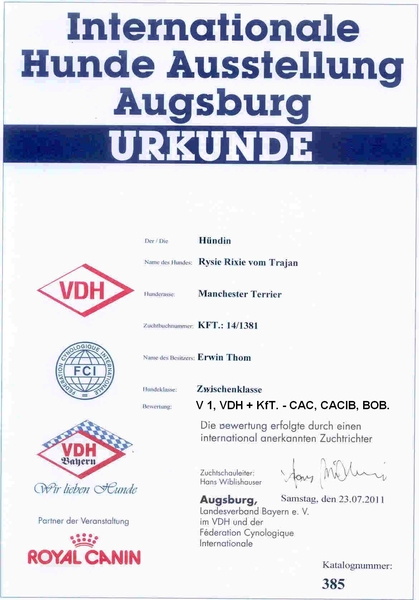 Internationale
Hunde Ausstellung
Augsburg
URKUNDE
Der / Die Hündin
Name des Hundes: Rysie Rixie vom Trajan
Hunderasse: Manchester Terrier
Zuchtbuchnummer: KFT.: 14/1381
Name des Besitzers: Erwin Thom
Hundeklasse: Zwischenklasse
Bewertung: V 1, VDH + KfT. - CAC, CACIB, BOB.
Die Bewertung erfolgte durch einen
international anerkannten Zuchtrichter
VDH
FÉDÉRATION CYNOLOGIQUE INTERNATIONALE
FCI
VDH
Bayern
Wir lieben Hunde
Partner der Veranstaltung
ROYAL CANIN
Zuchtschauleiter:
Hans Wiblishauser
Augsburg, Samstag, den 23.07.2011
Landesverband Bayern e. V.
im VDH und der
Féderation Cynologique
Internationale
Katalognummer:
385